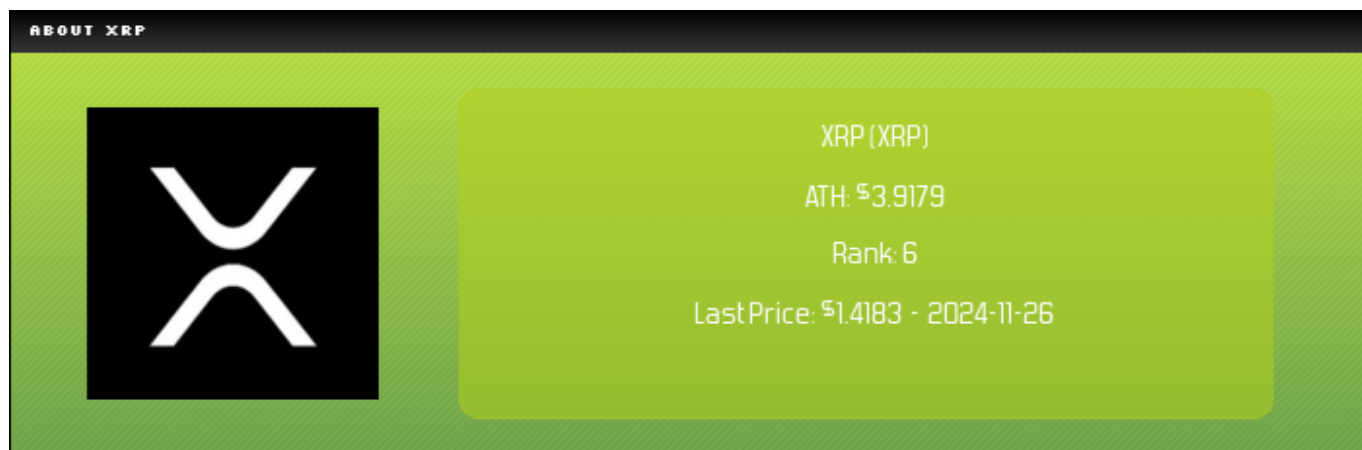 ABOUT XRP
XRP (XRP)
ATH: $3.9179
Rank: 6
Last Price: $1.4183 - 2024-11-26